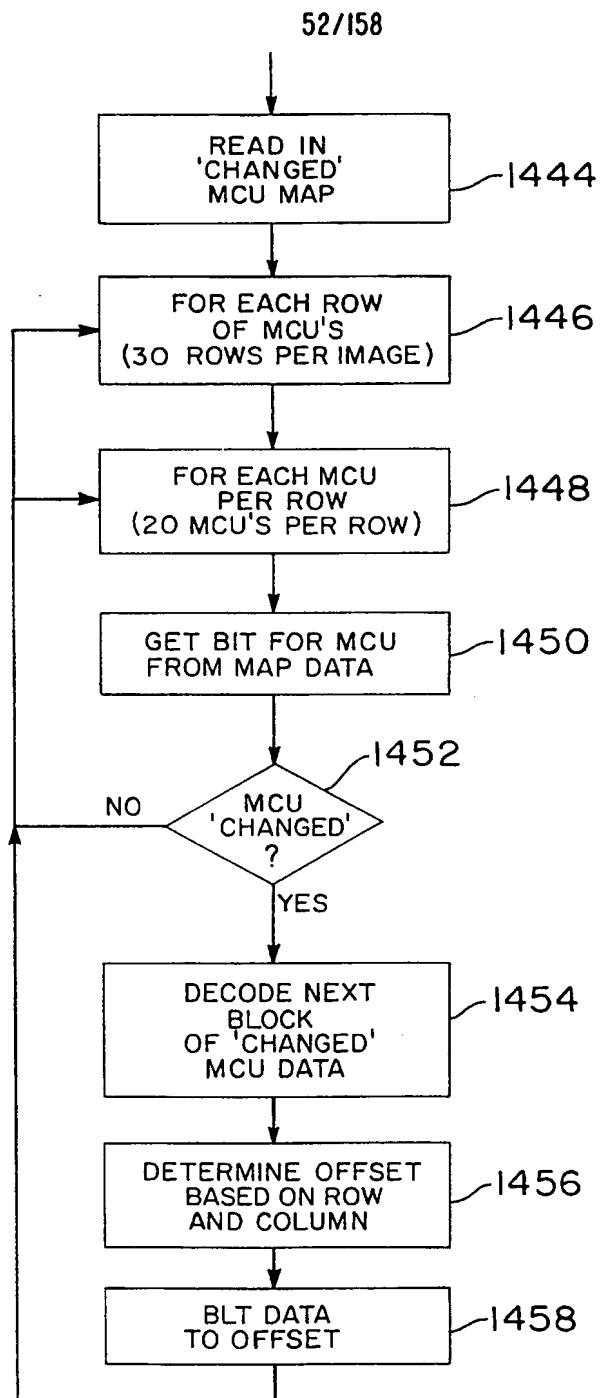 52/158
READ IN
'CHANGED'
MCU MAP
1444
FOR EACH ROW
OF MCU'S
(30 ROWS PER IMAGE)
1446
FOR EACH MCU
PER ROW
(20 MCU'S PER ROW)
1448
GET BIT FOR MCU
FROM MAP DATA
1450
1452
MCU
'CHANGED'
?
NO
YES
DECODE NEXT
BLOCK
OF 'CHANGED'
MCU DATA
1454
DETERMINE OFFSET
BASED ON ROW
AND COLUMN
1456
BLT DATA
TO OFFSET
1458